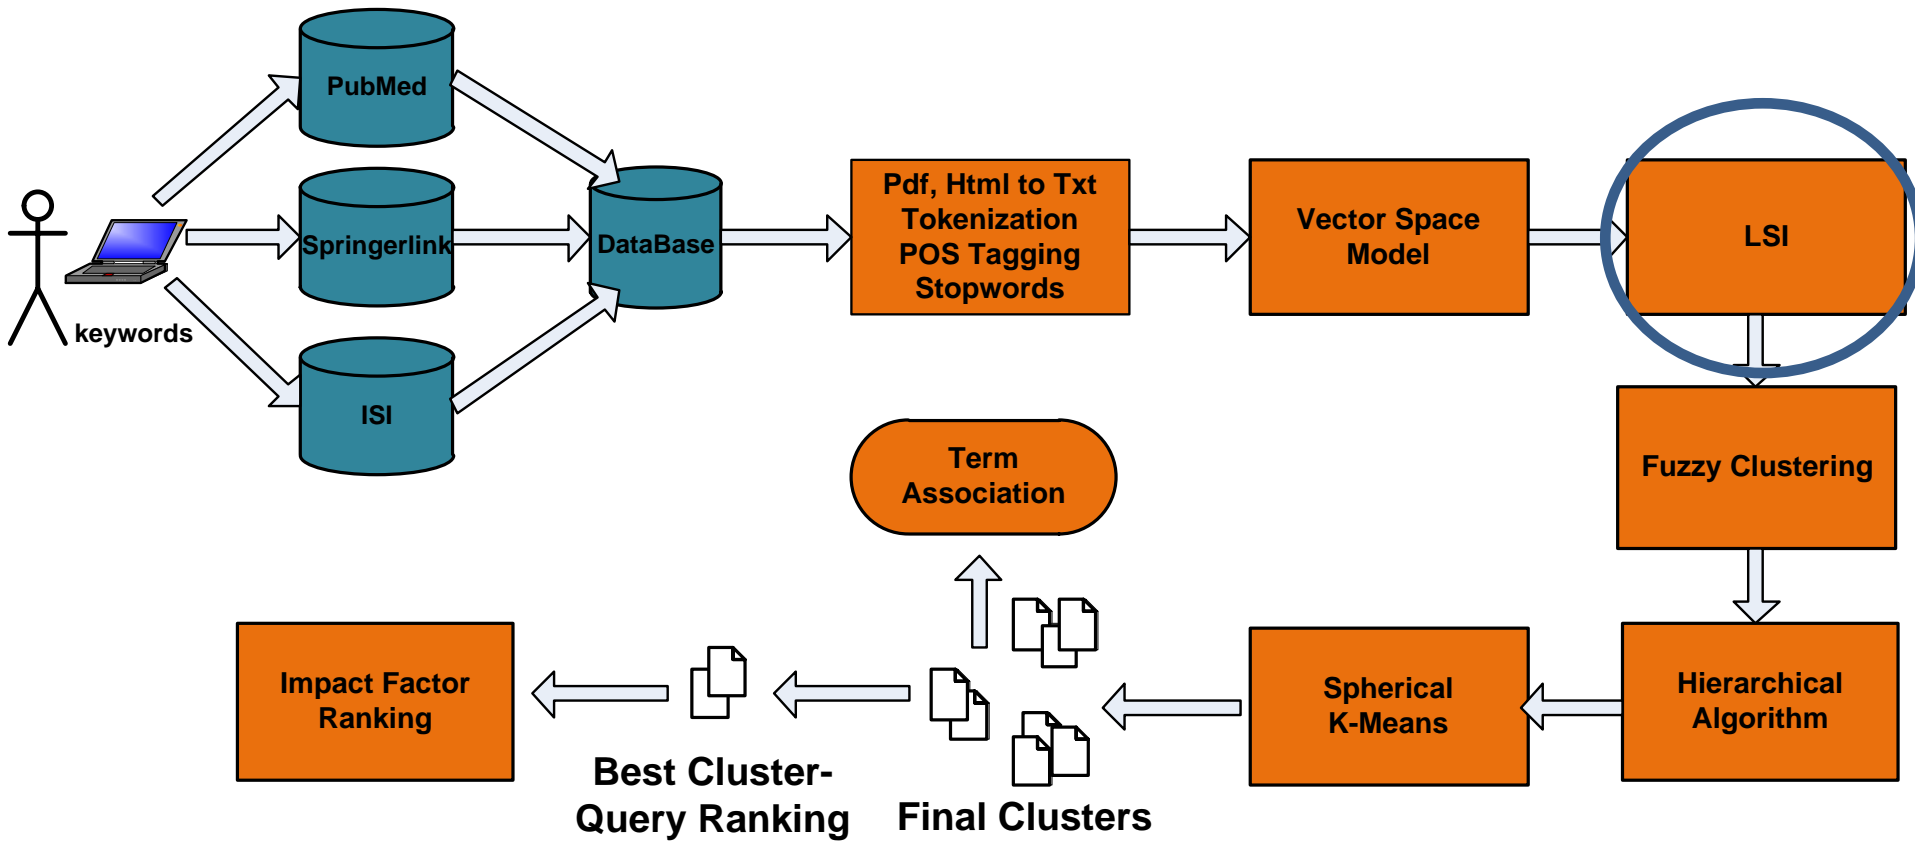 PubMed
Springerlink
ISI
keywords
DataBase
Pdf, Html to Txt
Tokenization
POS Tagging
Stopwords
Vector Space
Model
LSI
Fuzzy Clustering
Hierarchical
Algorithm
Spherical
K-Means
Term
Association
Final Clusters
Best Cluster-
Query Ranking
Impact Factor
Ranking